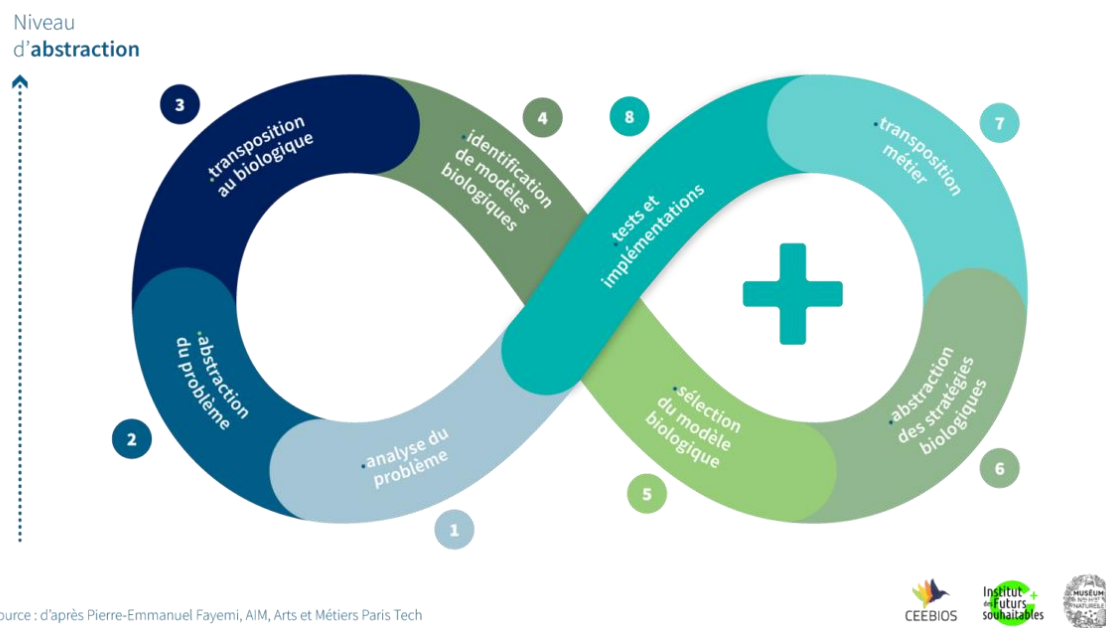 Niveau
d'abstraction
3
.transposition
au biologique
4
.identification
de modèles
biologiques
8
.tests et
implémentations
7
.transposition
métier
.abstraction
du problème
2
.analyse du
problème
1
.sélection
du modèle
biologique
5
.abstraction
des stratégies
biologiques
6
ource : d'après Pierre-Emmanuel Fayemi, AIM, Arts et Métiers Paris Tech
CEEBIOS
Institut
des Futurs
souhaitables
MUSÉUM
NATURELLE